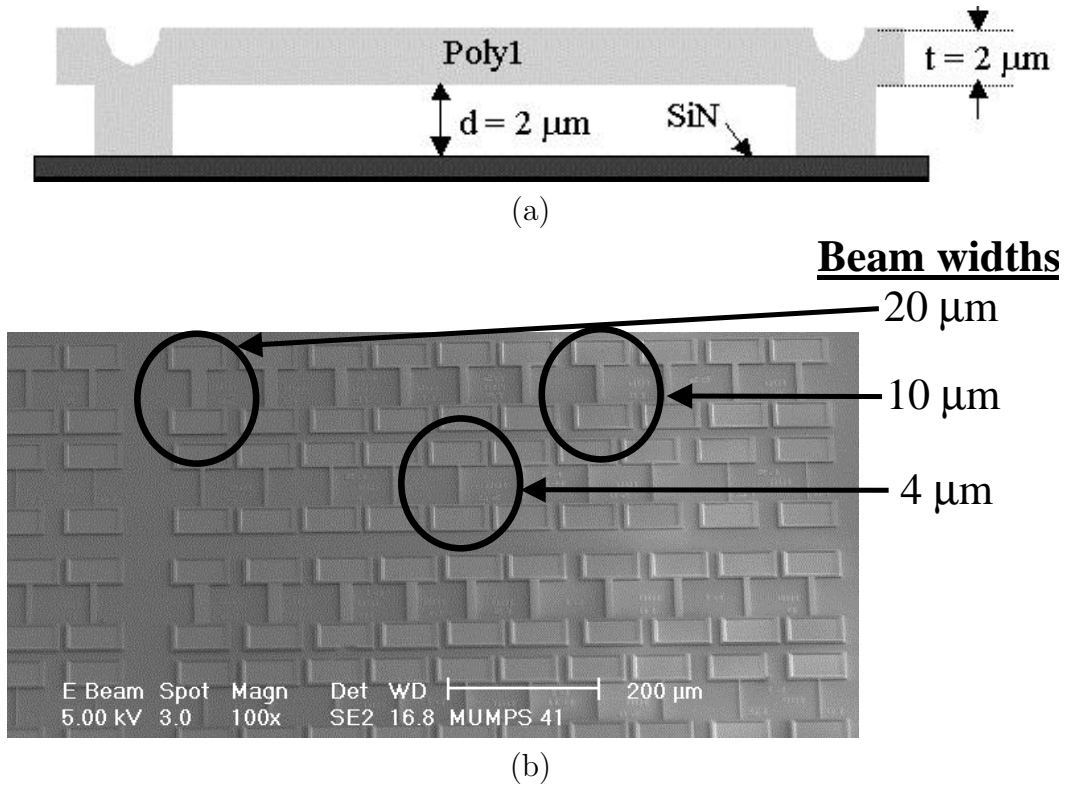 Poly1
t = 2 μm
d = 2 μm
SiN
(a)
Beam widths
20 μm
10 μm
4 μm
E Beam Spot Magn Det WD 200 μm
5.00 kV 3.0 100x SE2 16.8 MUMPS 41
(b)